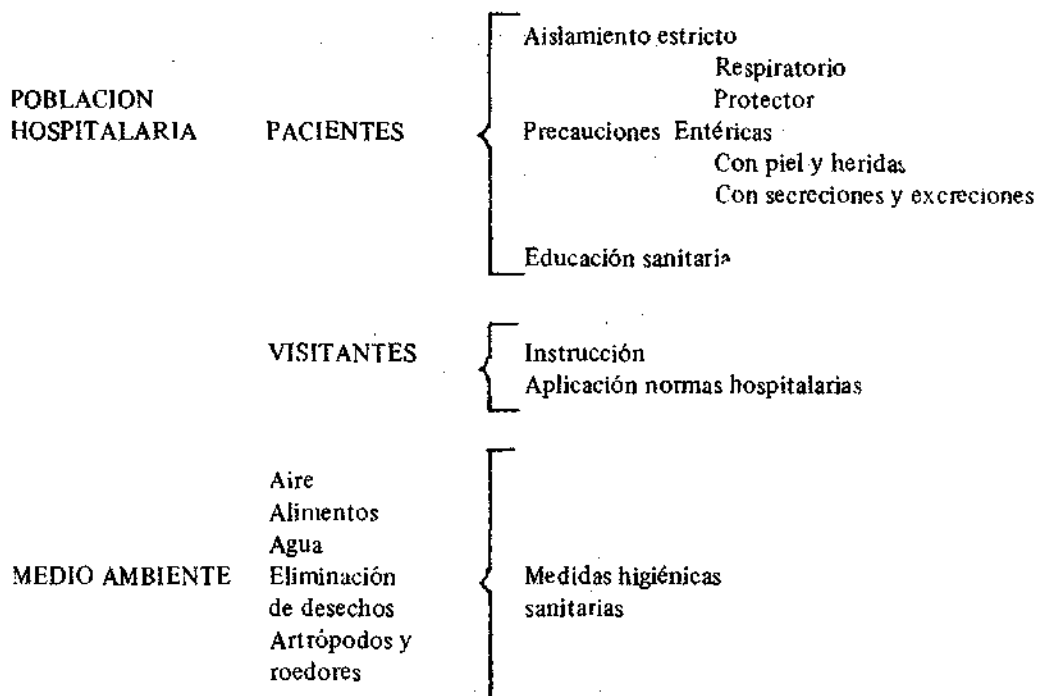 Aislamiento estricto
Respiratorio
Protector
POBLACION
HOSPITALARIA PACIENTES Precauciones Entéricas
Con piel y heridas
Con secreciones y excreciones
Educación sanitaria
VISITANTES Instrucción
Aplicación normas hospitalarias
Aire
Alimentos
Agua
MEDIO AMBIENTE Eliminación Medidas higiénicas
de desechos sanitarias
Artrópodos y
roedores